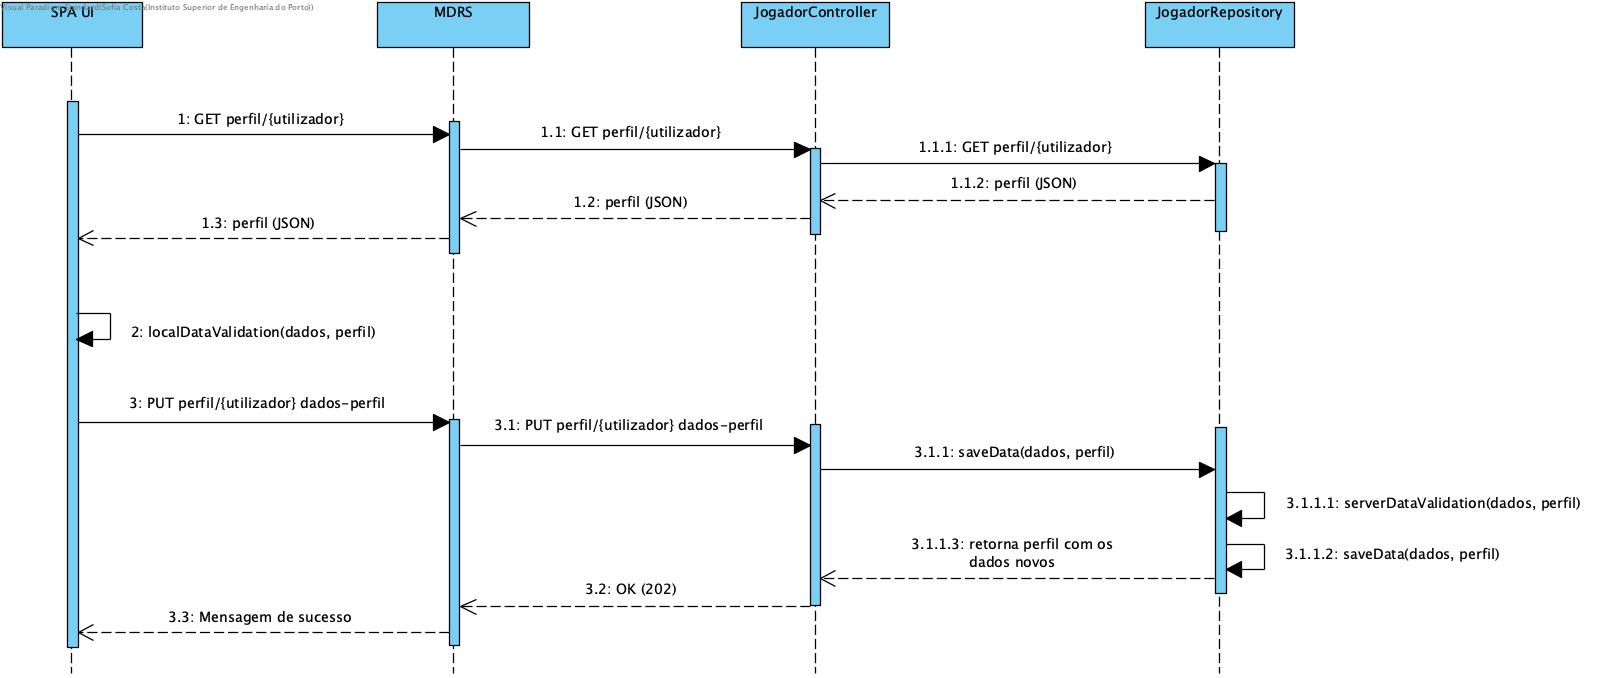 Visual Paradigm Standard(Sofia Costa(Instituto Superior de Engenharia do Porto))
SPA UI
MDRS
JogadorController
JogadorRepository
1: GET perfil/{utilizador}
1.1: GET perfil/{utilizador}
1.1.1: GET perfil/{utilizador}
1.1.2: perfil (JSON)
1.2: perfil (JSON)
1.3: perfil (JSON)
2: localDataValidation(dados, perfil)
3: PUT perfil/{utilizador} dados-perfil
3.1: PUT perfil/{utilizador} dados-perfil
3.1.1: saveData(dados, perfil)
3.1.1.1: serverDataValidation(dados, perfil)
3.1.1.2: saveData(dados, perfil)
3.1.1.3: retorna perfil com os
dados novos
3.2: OK (202)
3.3: Mensagem de sucesso